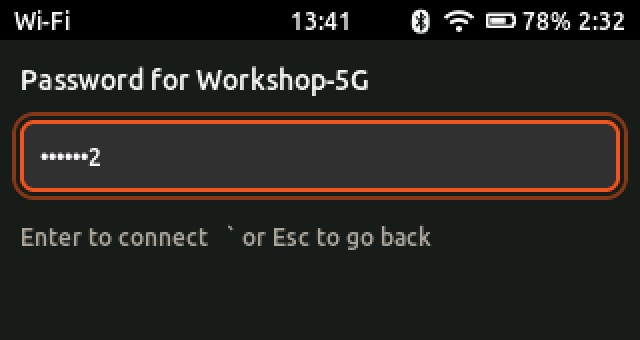 Wi-Fi 13:41 78% 2:32
Password for Workshop-5G
••••••2
Enter to connect ` or Esc to go back